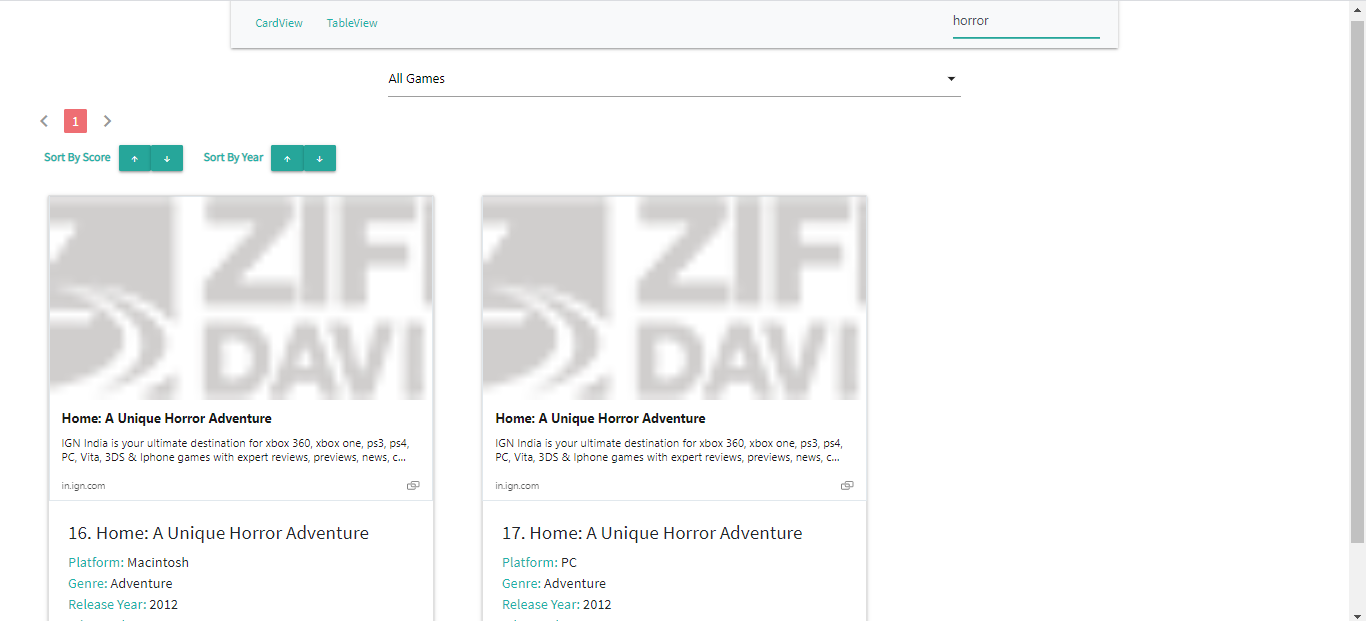 CardView TableView horror
All Games
1
Sort By Score ↑ ↓ Sort By Year ↑ ↓
ZIFI
DAVI
ZIFI
DAVI
Home: A Unique Horror Adventure
IGN India is your ultimate destination for xbox 360, xbox one, ps3, ps4,
PC, Vita, 3DS & Iphone games with expert reviews, previews, news, c...
in.ign.com
16. Home: A Unique Horror Adventure
Platform: Macintosh
Genre: Adventure
Release Year: 2012
Home: A Unique Horror Adventure
IGN India is your ultimate destination for xbox 360, xbox one, ps3, ps4,
PC, Vita, 3DS & Iphone games with expert reviews, previews, news, c...
in.ign.com
17. Home: A Unique Horror Adventure
Platform: PC
Genre: Adventure
Release Year: 2012